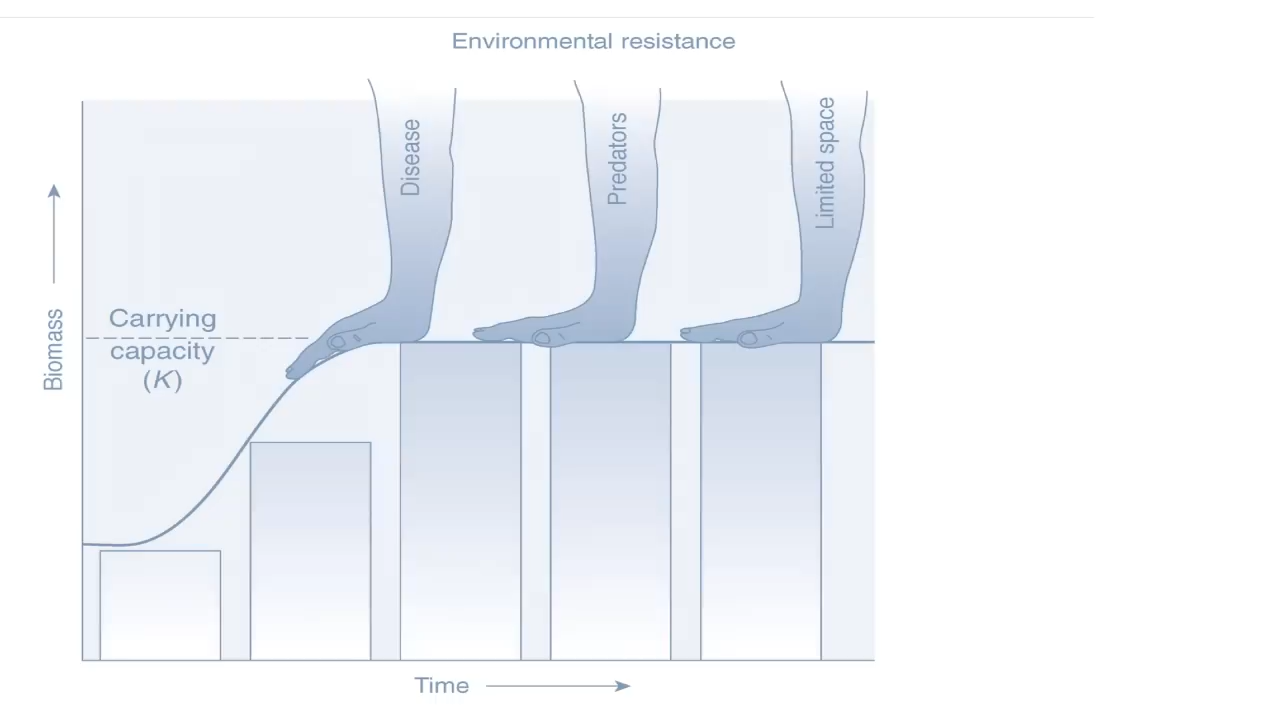 Environmental resistance
Disease
Predators
Limited space
Carrying
capacity
(K)
Biomass
Time